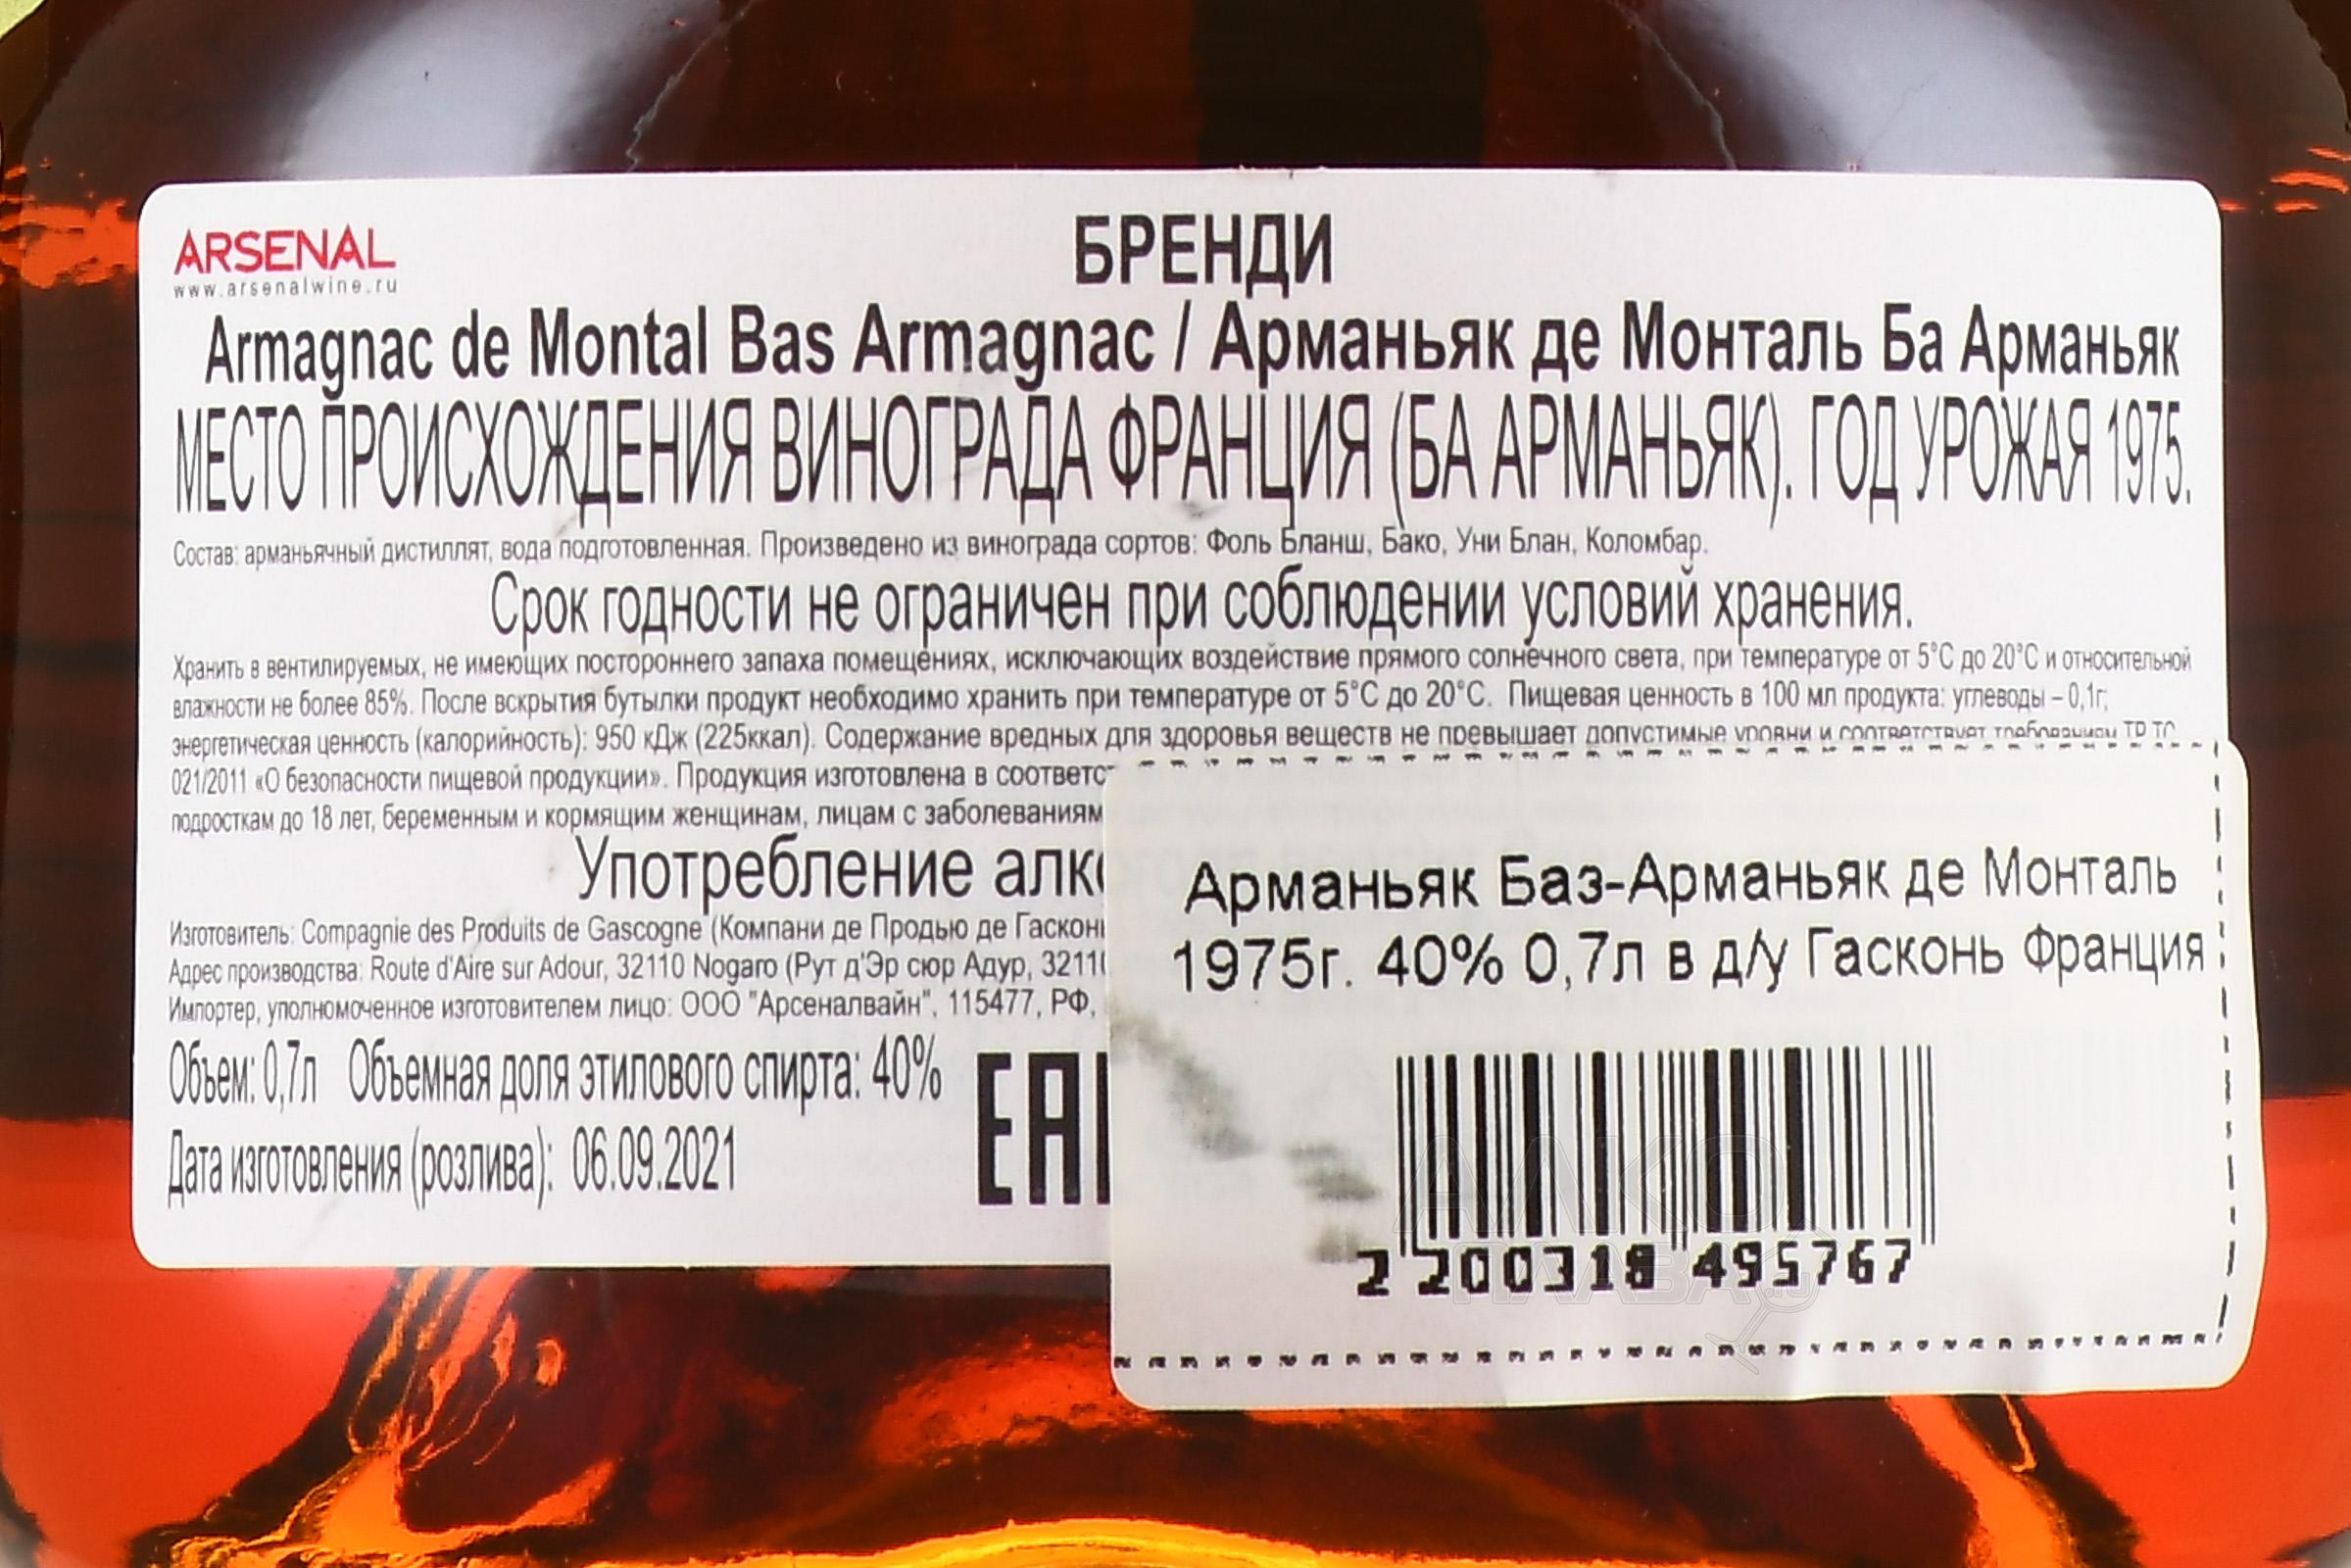 ARSENAL
www.arsenalwine.ru
БРЕНДИ
Armagnac de Montal Bas Armagnac / Арманьяк де Монталь Ба Арманьяк
МЕСТО ПРОИСХОЖДЕНИЯ ВИНОГРАДА ФРАНЦИЯ (БА АРМАНЬЯК). ГОД УРОЖАЯ 1975.
Состав: арманьячный дистиллят, вода подготовленная. Произведено из винограда сортов: Фоль Бланш, Бако, Уни Блан, Коломбар.
Срок годности не ограничен при соблюдении условий хранения.
Хранить в вентилируемых, не имеющих постороннего запаха помещениях, исключающих воздействие прямого солнечного света, при температуре от 5°С до 20°С и относительной
влажности не более 85%. После вскрытия бутылки продукт необходимо хранить при температуре от 5°С до 20°С. Пищевая ценность в 100 мл продукта: углеводы – 0,1г;
энергетическая ценность (калорийность): 950 кДж (225ккал). Содержание вредных для здоровья веществ не превышает допустимые уровни и соответствует требованиям ТР ТС
021/2011 «О безопасности пищевой продукции». Продукция изготовлена в соответс
подросткам до 18 лет, беременным и кормящим женщинам, лицам с заболеваниям
Употребление алко
Изготовитель: Compagnie des Produits de Gascogne (Компани де Продью де Гасконь
Адрес производства: Route d'Aire sur Adour, 32110 Nogaro (Рут д'Эр сюр Адур, 32110
Импортер, уполномоченное изготовителем лицо: ООО "Арсеналвайн", 115477, РФ,
Объем: 0,7л Объемная доля этилового спирта: 40%
Дата изготовления (розлива): 06.09.2021
EAC
Арманьяк Баз-Арманьяк де Монталь
1975г. 40% 0,7л в д/у Гасконь Франция
2 200318 495767
АЛКО
ПЛАВА.RU